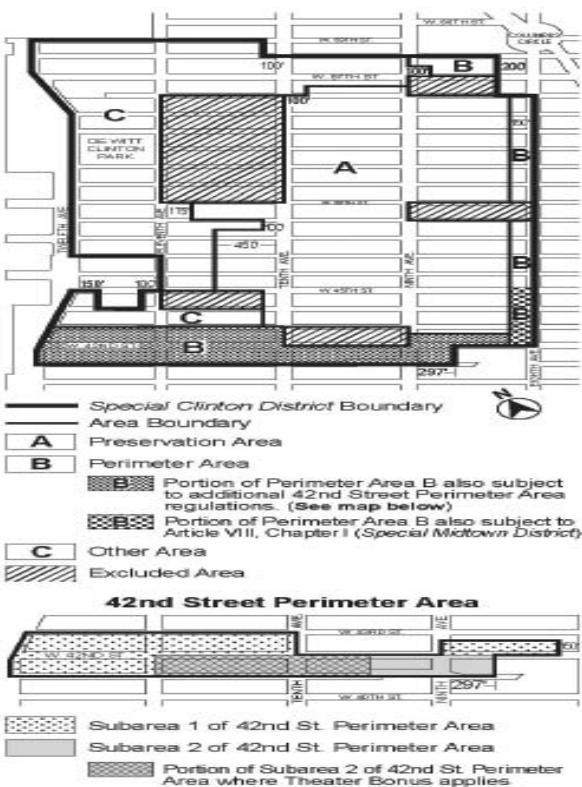 W. 59TH ST.
COLUMBUS
CIRCLE
100'
B
200'
W. 57TH ST.
100'
C
DE WITT
CLINTON
PARK
150'
B
A
TWELFTH AVE
175'
W. 50TH ST.
100'
450'
TENTH AVE.
NINTH AVE.
B
150'
100'
W. 45TH ST.
C
W. 42ND ST.
B
297'
EIGHTH AVE.
N
Special Clinton District Boundary
Area Boundary
A Preservation Area
B Perimeter Area
B Portion of Perimeter Area B also subject
to additional 42nd Street Perimeter Area
regulations. (See map below)
B Portion of Perimeter Area B also subject to
Article VIII, Chapter I (Special Midtown District)
C Other Area
Excluded Area
42nd Street Perimeter Area
AVE.
AVE
W. 43RD ST.
50'
W. 42ND ST.
TENTH
NINTH
297'
W. 40TH ST.
Subarea 1 of 42nd St. Perimeter Area
Subarea 2 of 42nd St. Perimeter Area
Portion of Subarea 2 of 42nd St. Perimeter
Area where Theater Bonus applies